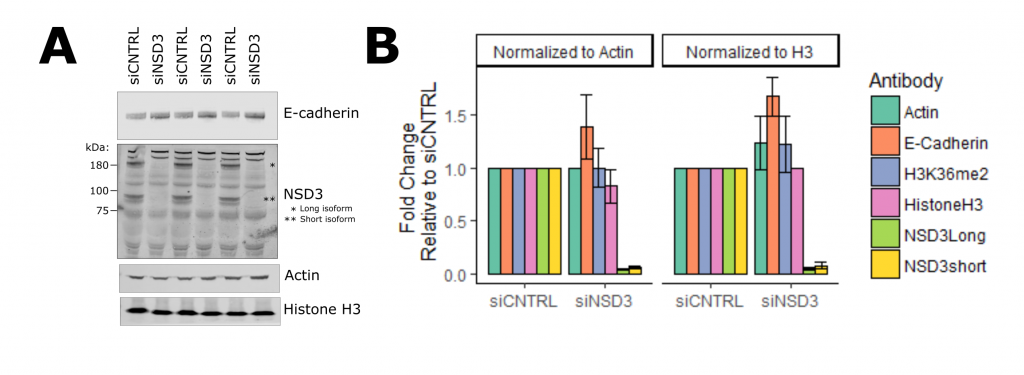 A
siCNTRL
siNSD3
siCNTRL
siNSD3
siCNTRL
siNSD3
E-cadherin
kDa:
180
100
75
*
**
NSD3
* Long isoform
** Short isoform
Actin
Histone H3
B
Normalized to Actin
Normalized to H3
Fold Change
Relative to siCNTRL
1.5
1.0
0.5
0.0
siCNTRL
siNSD3
siCNTRL
siNSD3
Antibody
Actin
E-Cadherin
H3K36me2
HistoneH3
NSD3Long
NSD3short